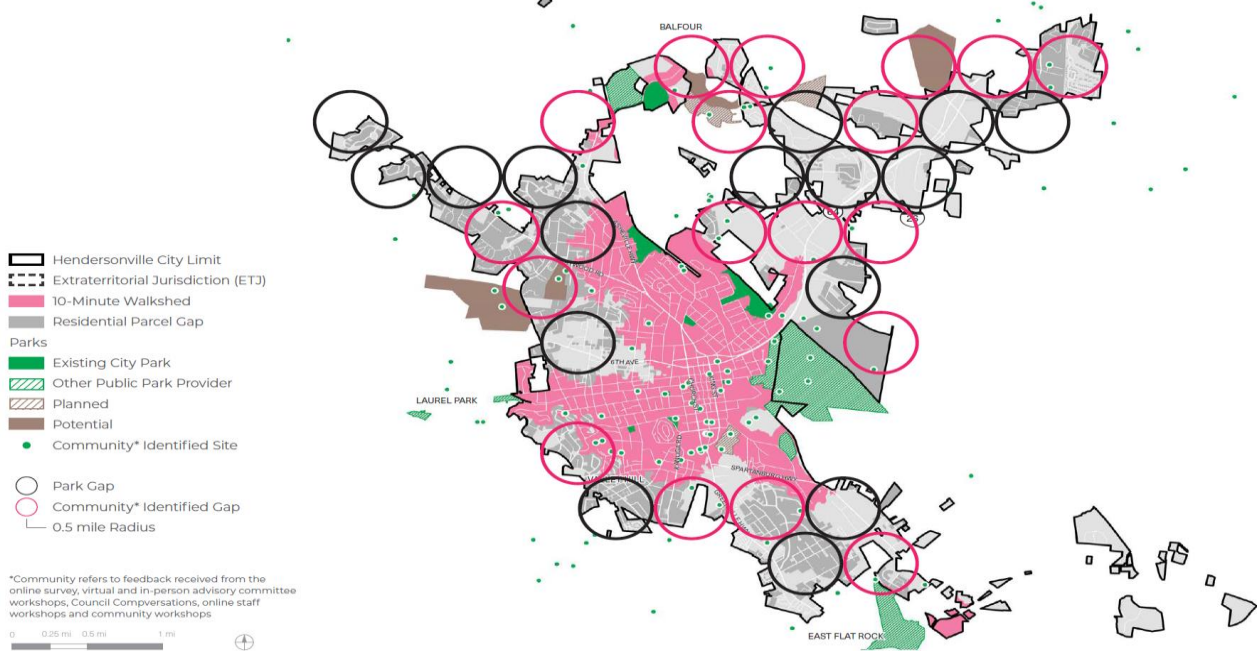 BALFOUR
64
25
Hendersonville City Limit
Extraterritorial Jurisdiction (ETJ)
10-Minute Walkshed
Residential Parcel Gap
Parks
Existing City Park
Other Public Park Provider
Planned
Potential
Community* Identified Site
Park Gap
Community* Identified Gap
0.5 mile Radius
6TH AVE
LAUREL PARK
SPARTANBURG HWY
*Community refers to feedback received from the
online survey, virtual and in-person advisory committee
workshops, Council Compversations, online staff
workshops and community workshops
0 0.25 mi 0.5 mi 1 mi
EAST FLAT ROCK